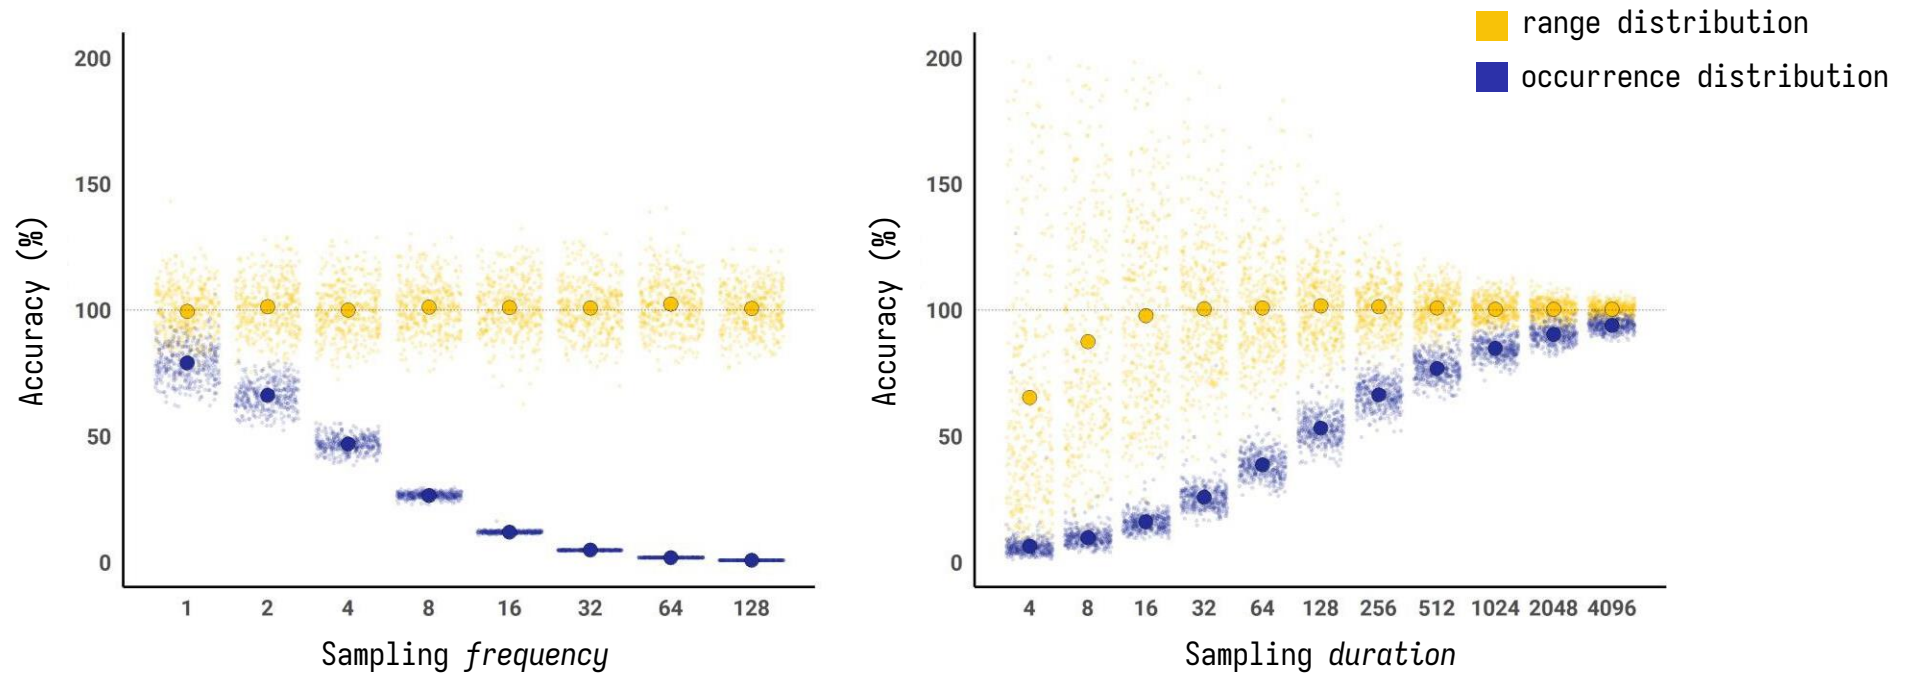 range distribution
occurrence distribution
200
150
100
50
0
Accuracy (%)
1 2 4 8 16 32 64 128
Sampling frequency
200
150
100
50
0
Accuracy (%)
4 8 16 32 64 128 256 512 1024 2048 4096
Sampling duration